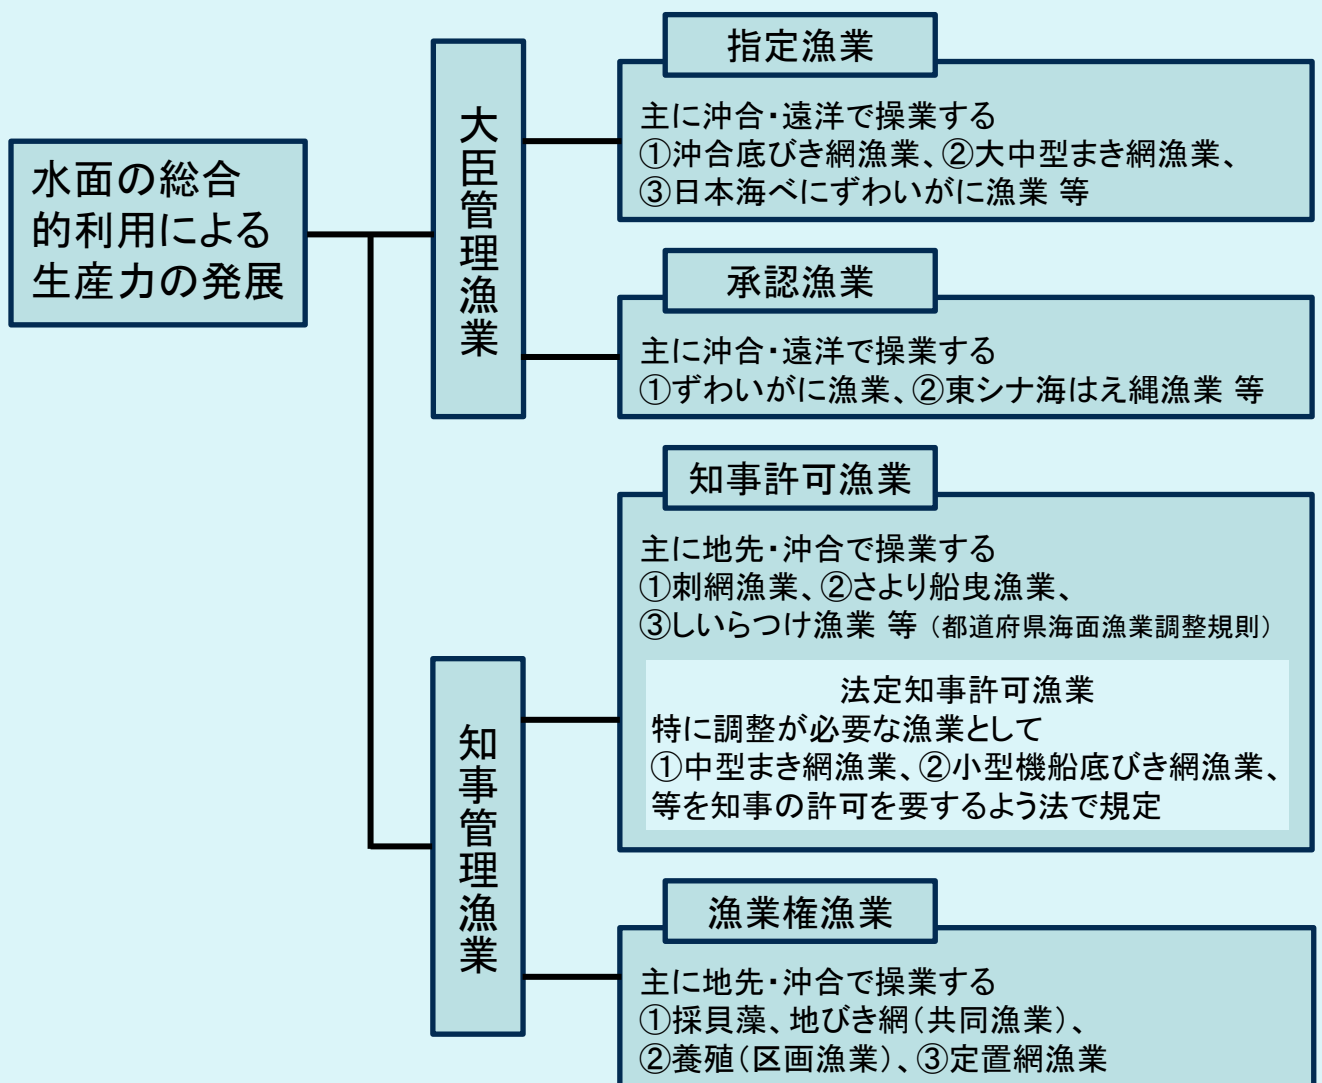 水面の総合
的利用による
生産力の発展
大臣管理漁業
指定漁業
主に沖合・遠洋で操業する
①沖合底びき網漁業、②大中型まき網漁業、
③日本海べにずわいがに漁業 等
承認漁業
主に沖合・遠洋で操業する
①ずわいがに漁業、②東シナ海はえ縄漁業 等
知事管理漁業
知事許可漁業
主に地先・沖合で操業する
①刺網漁業、②さより船曳漁業、
③しいらつけ漁業 等（都道府県海面漁業調整規則）
法定知事許可漁業
特に調整が必要な漁業として
①中型まき網漁業、②小型機船底びき網漁業、
等を知事の許可を要するよう法で規定
漁業権漁業
主に地先・沖合で操業する
①採貝藻、地びき網（共同漁業）、
②養殖（区画漁業）、③定置網漁業